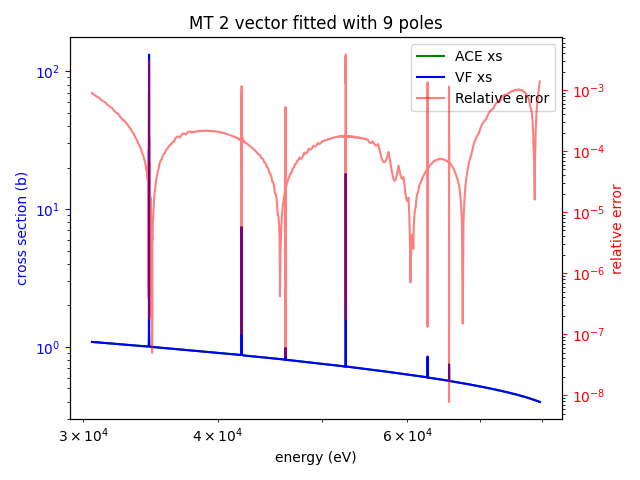 MT 2 vector fitted with 9 poles
ACE xs
VF xs
Relative error
cross section (b)
10²
10¹
10⁰
relative error
10⁻³
10⁻⁴
10⁻⁵
10⁻⁶
10⁻⁷
10⁻⁸
3 × 10⁴
4 × 10⁴
6 × 10⁴
energy (eV)